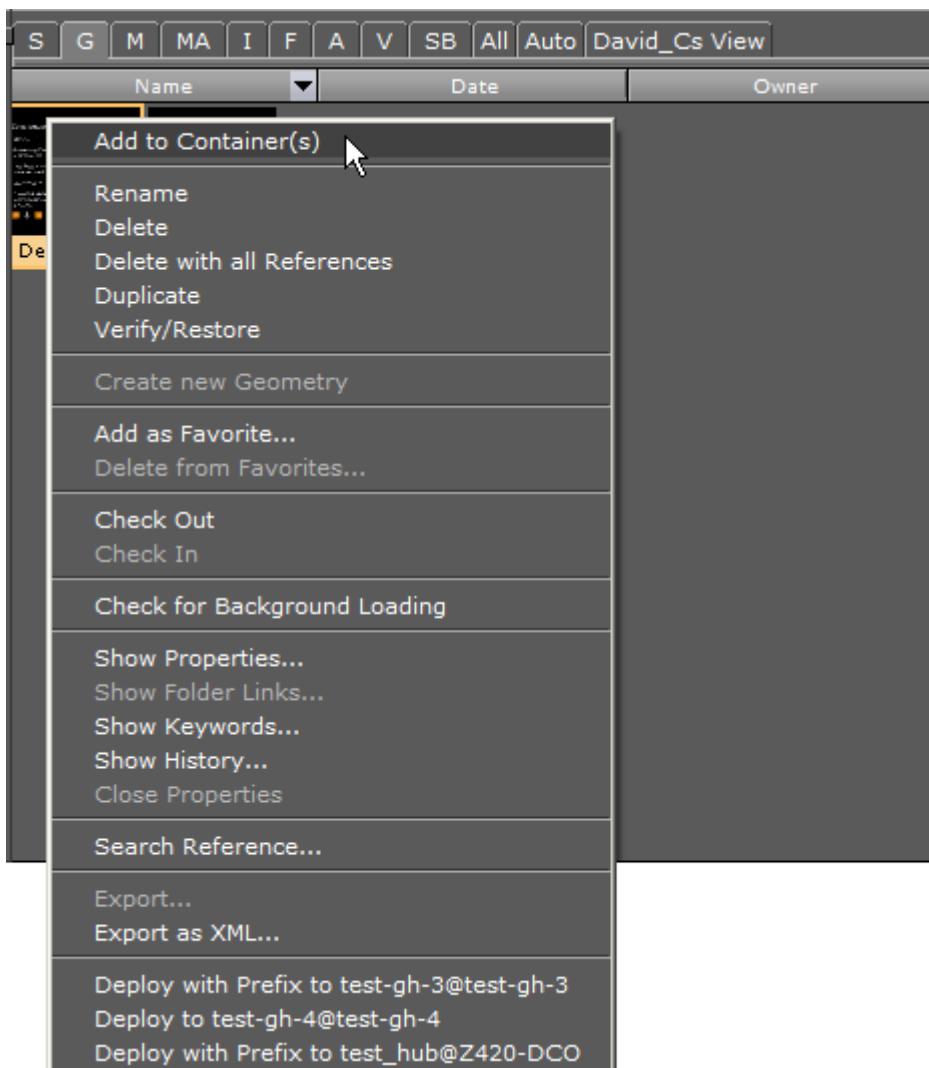 S G M MA I F A V SB All Auto David_Cs View
Name Date Owner
Add to Container(s)
Rename
Delete
De
Delete with all References
Duplicate
Verify/Restore
Create new Geometry
Add as Favorite...
Delete from Favorites...
Check Out
Check In
Check for Background Loading
Show Properties...
Show Folder Links...
Show Keywords...
Show History...
Close Properties
Search Reference...
Export...
Export as XML...
Deploy with Prefix to test-gh-3@test-gh-3
Deploy to test-gh-4@test-gh-4
Deploy with Prefix to test_hub@Z420-DCO